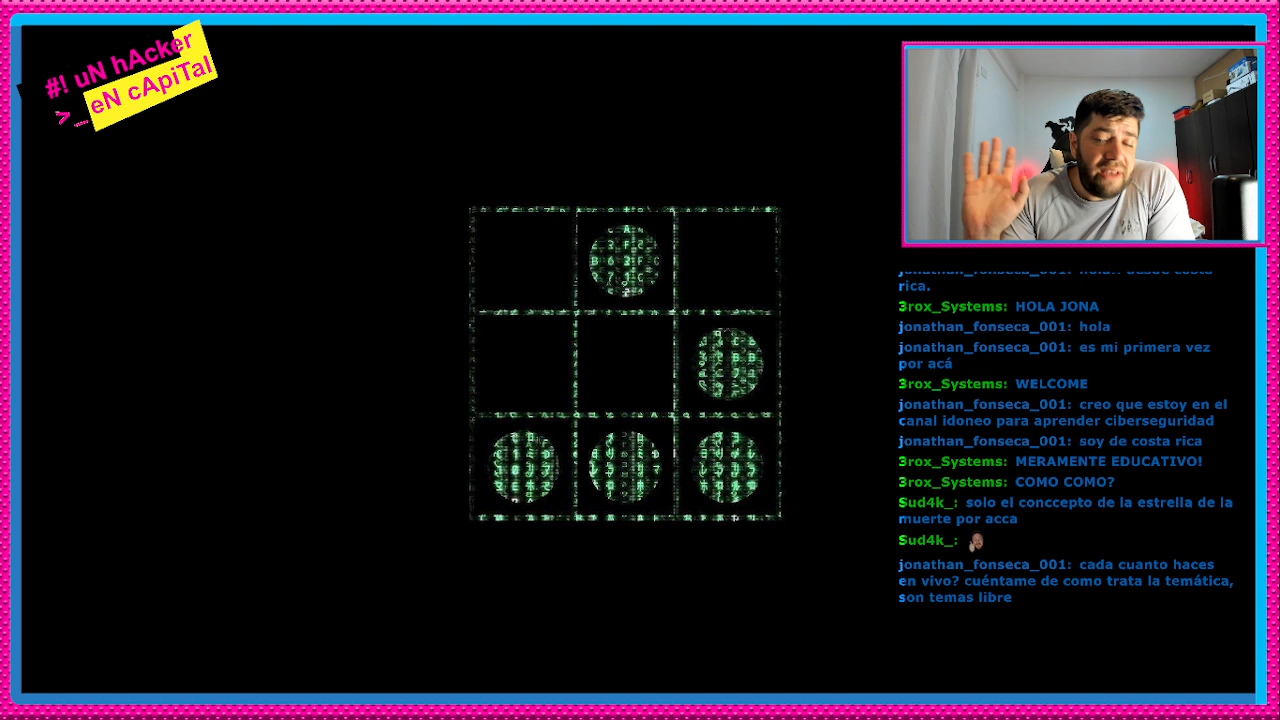 #! uN hAcker
>_ eN cApiTal
rica.
3rox_Systems: HOLA JONA
jonathan_fonseca_001: hola
jonathan_fonseca_001: es mi primera vez
por acá
3rox_Systems: WELCOME
jonathan_fonseca_001: creo que estoy en el
canal idoneo para aprender ciberseguridad
jonathan_fonseca_001: soy de costa rica
3rox_Systems: MERAMENTE EDUCATIVO!
3rox_Systems: COMO COMO?
Sud4k_: solo el conccepto de la estrella de la
muerte por acca
Sud4k_:
jonathan_fonseca_001: cada cuanto haces
en vivo? cuéntame de como trata la temática,
son temas libre